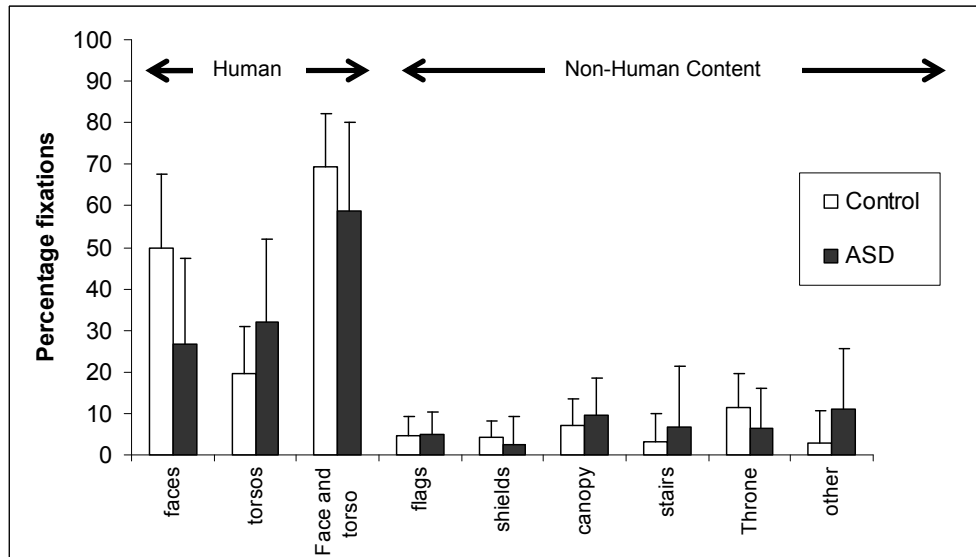 100
90
80
70
60
50
40
30
20
10
0
Percentage fixations
Human
Non-Human Content
Control
ASD
faces
torsos
Face and
torso
flags
shields
canopy
stairs
Throne
other